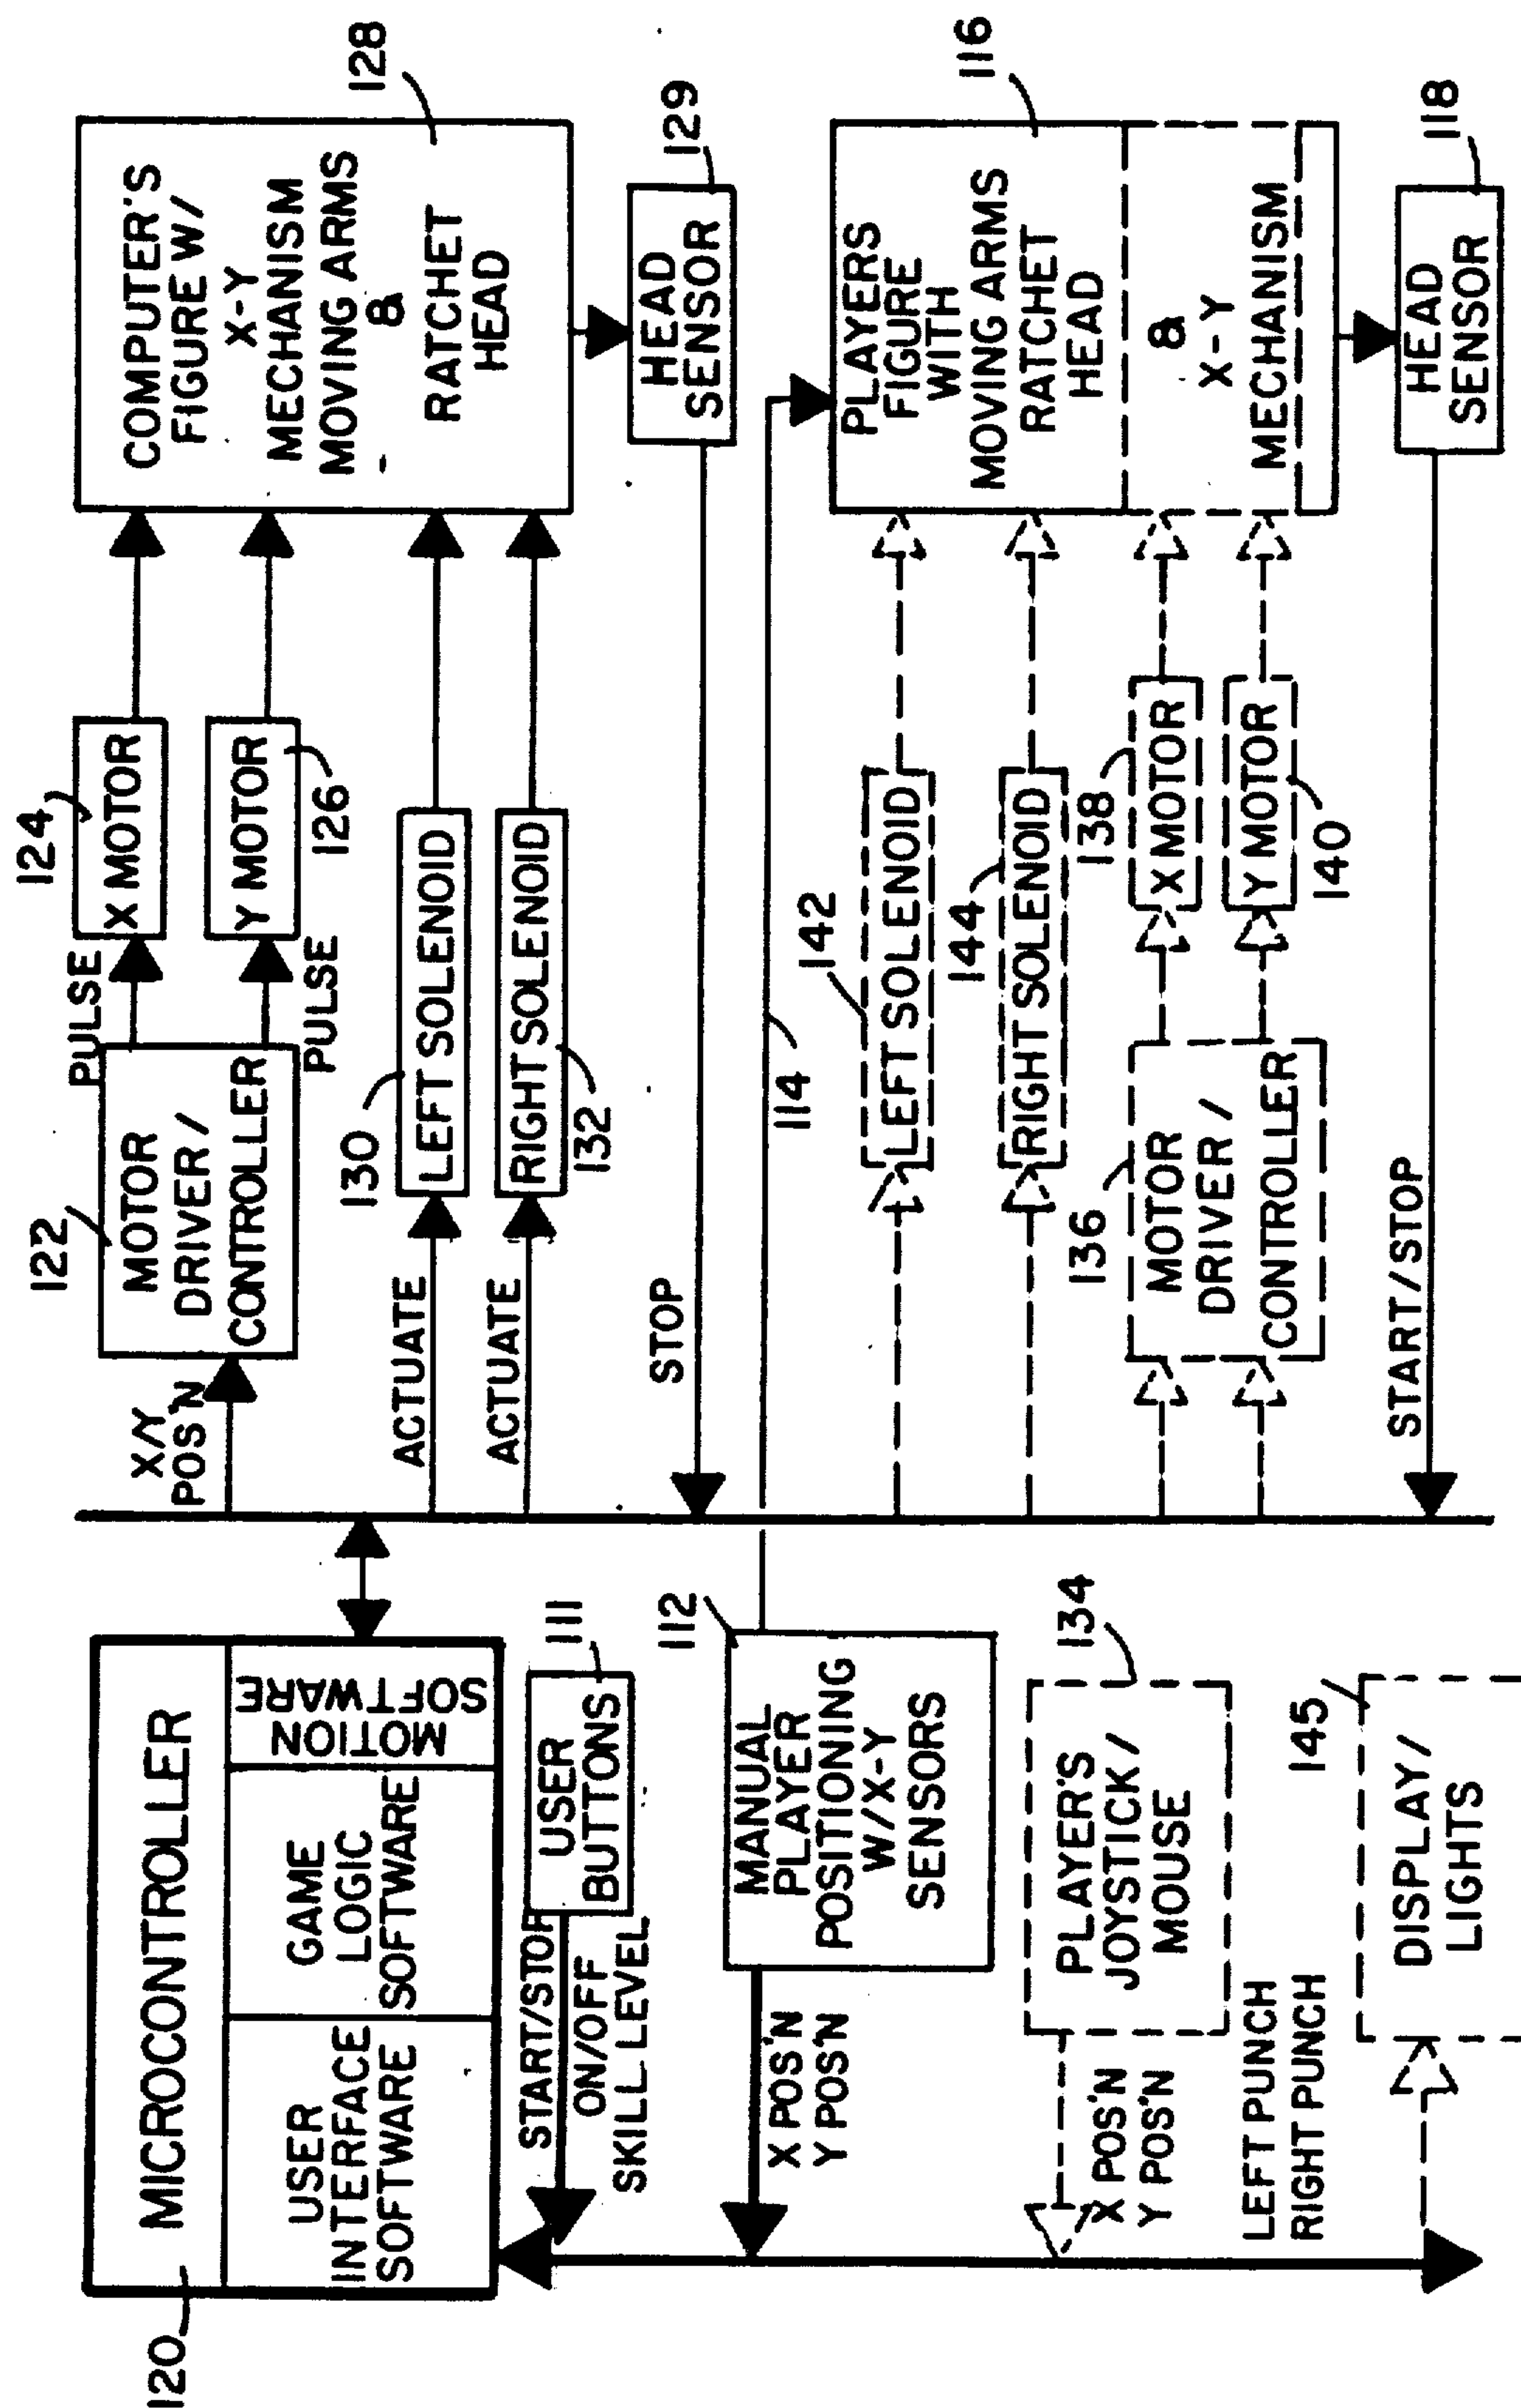 120
MICROCONTROLLER
USER
INTERFACE
SOFTWARE
GAME
LOGIC
SOFTWARE
MOTION
SOFTWARE
START/STOP
ON/OFF
SKILL LEVEL
USER
BUTTONS
111
X POS'N
Y POS'N
MANUAL
PLAYER
POSITIONING
W/X-Y
SENSORS
112
X POS'N
Y POS'N
LEFT PUNCH
RIGHT PUNCH
PLAYER'S
JOYSTICK/
MOUSE
134
DISPLAY/
LIGHTS
145
X/Y
POS'N
122
MOTOR
DRIVER/
CONTROLLER
PULSE
PULSE
124
X MOTOR
Y MOTOR
126
ACTUATE
ACTUATE
130
LEFT SOLENOID
RIGHT SOLENOID
132
COMPUTER'S
FIGURE W/
X-Y
MECHANISM
MOVING ARMS
&
RATCHET
HEAD
128
STOP
HEAD
SENSOR
129
114
142
LEFT SOLENOID
144
RIGHT SOLENOID
136
MOTOR
DRIVER/
CONTROLLER
138
X MOTOR
Y MOTOR
140
PLAYERS
FIGURE
WITH
MOVING ARMS
RATCHET
HEAD
&
X-Y
MECHANISM
116
START/STOP
HEAD
SENSOR
118